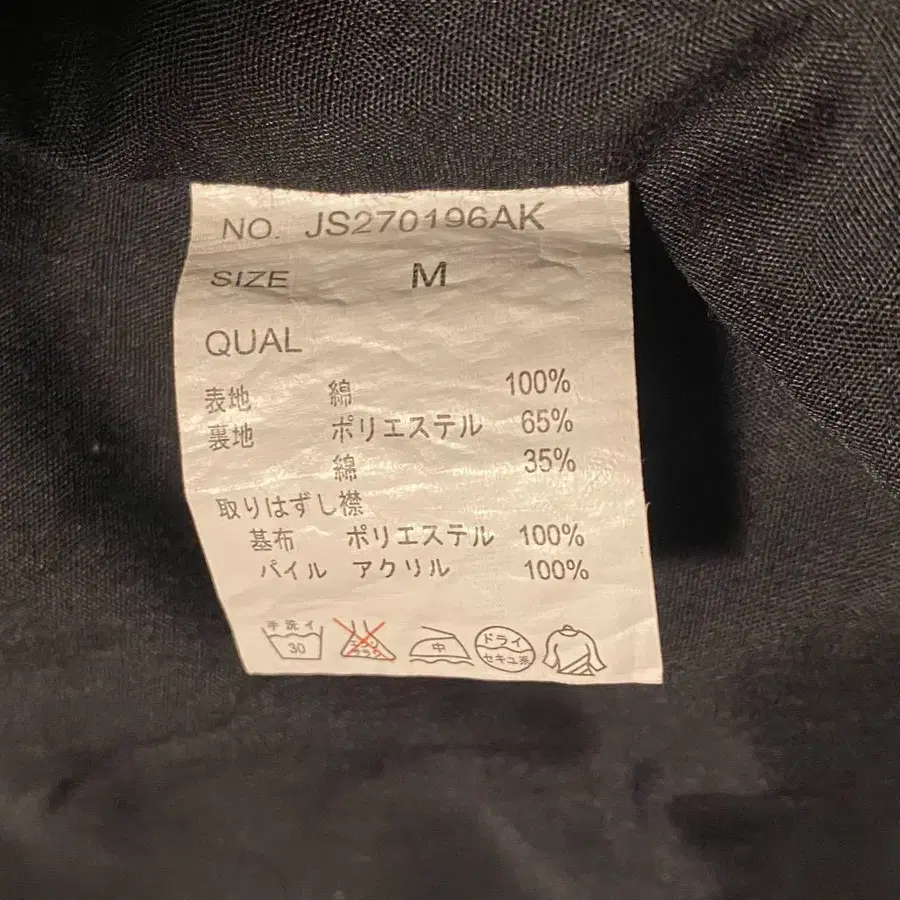 NO. JS270196AK
SIZE M
QUAL
表地 綿 100%
裏地 ポリエステル 65%
綿 35%
取りはずし襟
基布 ポリエステル 100%
パイル アクリル 100%
手洗イ 30 中 ドライ セキユ系